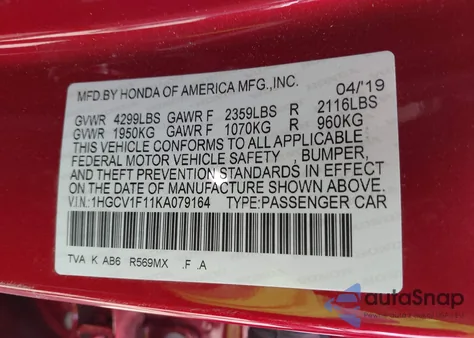 MFD.BY HONDA OF AMERICA MFG.,INC. 04/'19
GVWR 4299LBS GAWR F 2359LBS R 2116LBS
GVWR 1950KG GAWR F 1070KG R 960KG
THIS VEHICLE CONFORMS TO ALL APPLICABLE
FEDERAL MOTOR VEHICLE SAFETY , BUMPER,
AND THEFT PREVENTION STANDARDS IN EFFECT
ON THE DATE OF MANUFACTURE SHOWN ABOVE.
V.I.N.: 1HGCV1F11KA079164 TYPE:PASSENGER CAR
TVA K AB6 R569MX .F .A
autoSnap